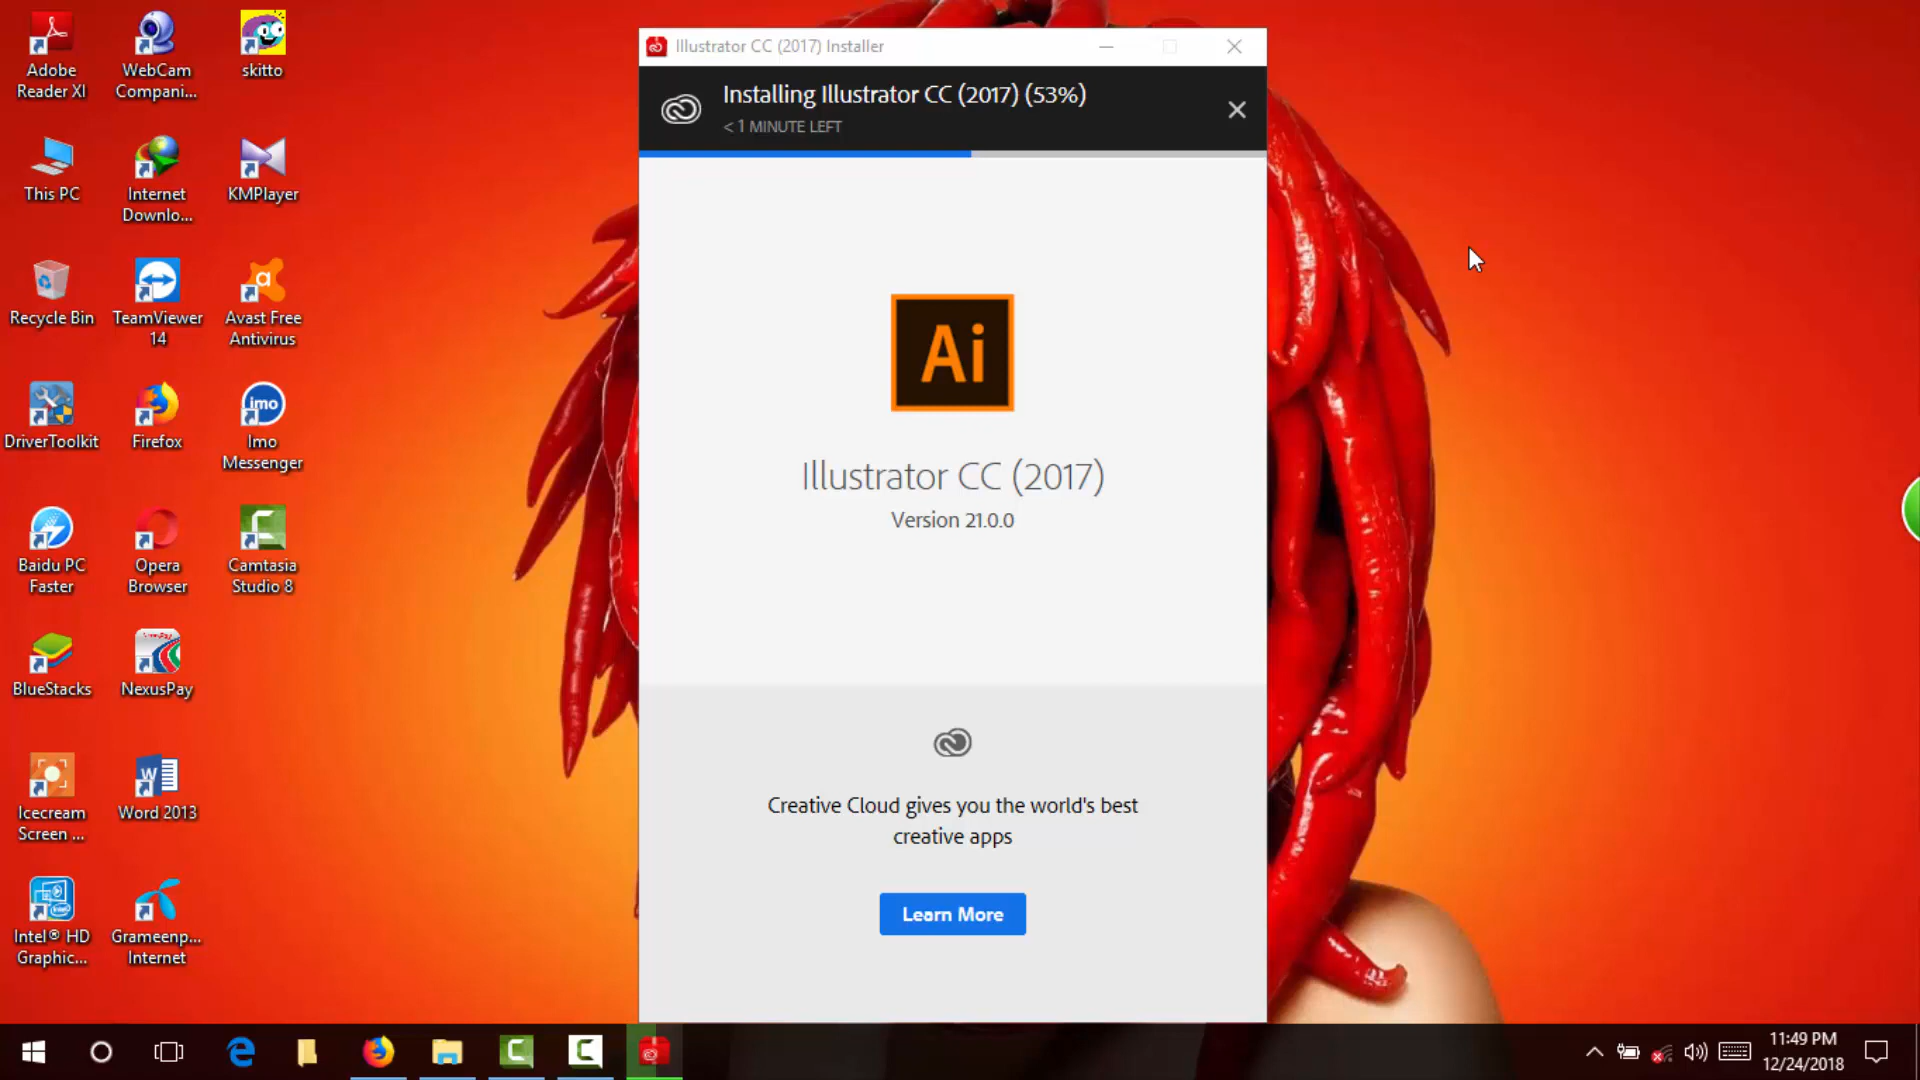 Adobe
Reader XI
WebCam
Compani...
skitto
This PC
Internet
Downlo...
KMPlayer
Recycle Bin
TeamViewer
14
Avast Free
Antivirus
DriverToolkit
Firefox
imo
Imo
Messenger
Baidu PC
Faster
Opera
Browser
Camtasia
Studio 8
BlueStacks
NexusPay
Icecream
Screen ...
Word 2013
Intel® HD
Graphic...
Grameenp...
Internet
Illustrator CC (2017) Installer
Installing Illustrator CC (2017) (53%)
< 1 MINUTE LEFT
Ai
Illustrator CC (2017)
Version 21.0.0
Creative Cloud gives you the world's best
creative apps
Learn More
11:49 PM
12/24/2018